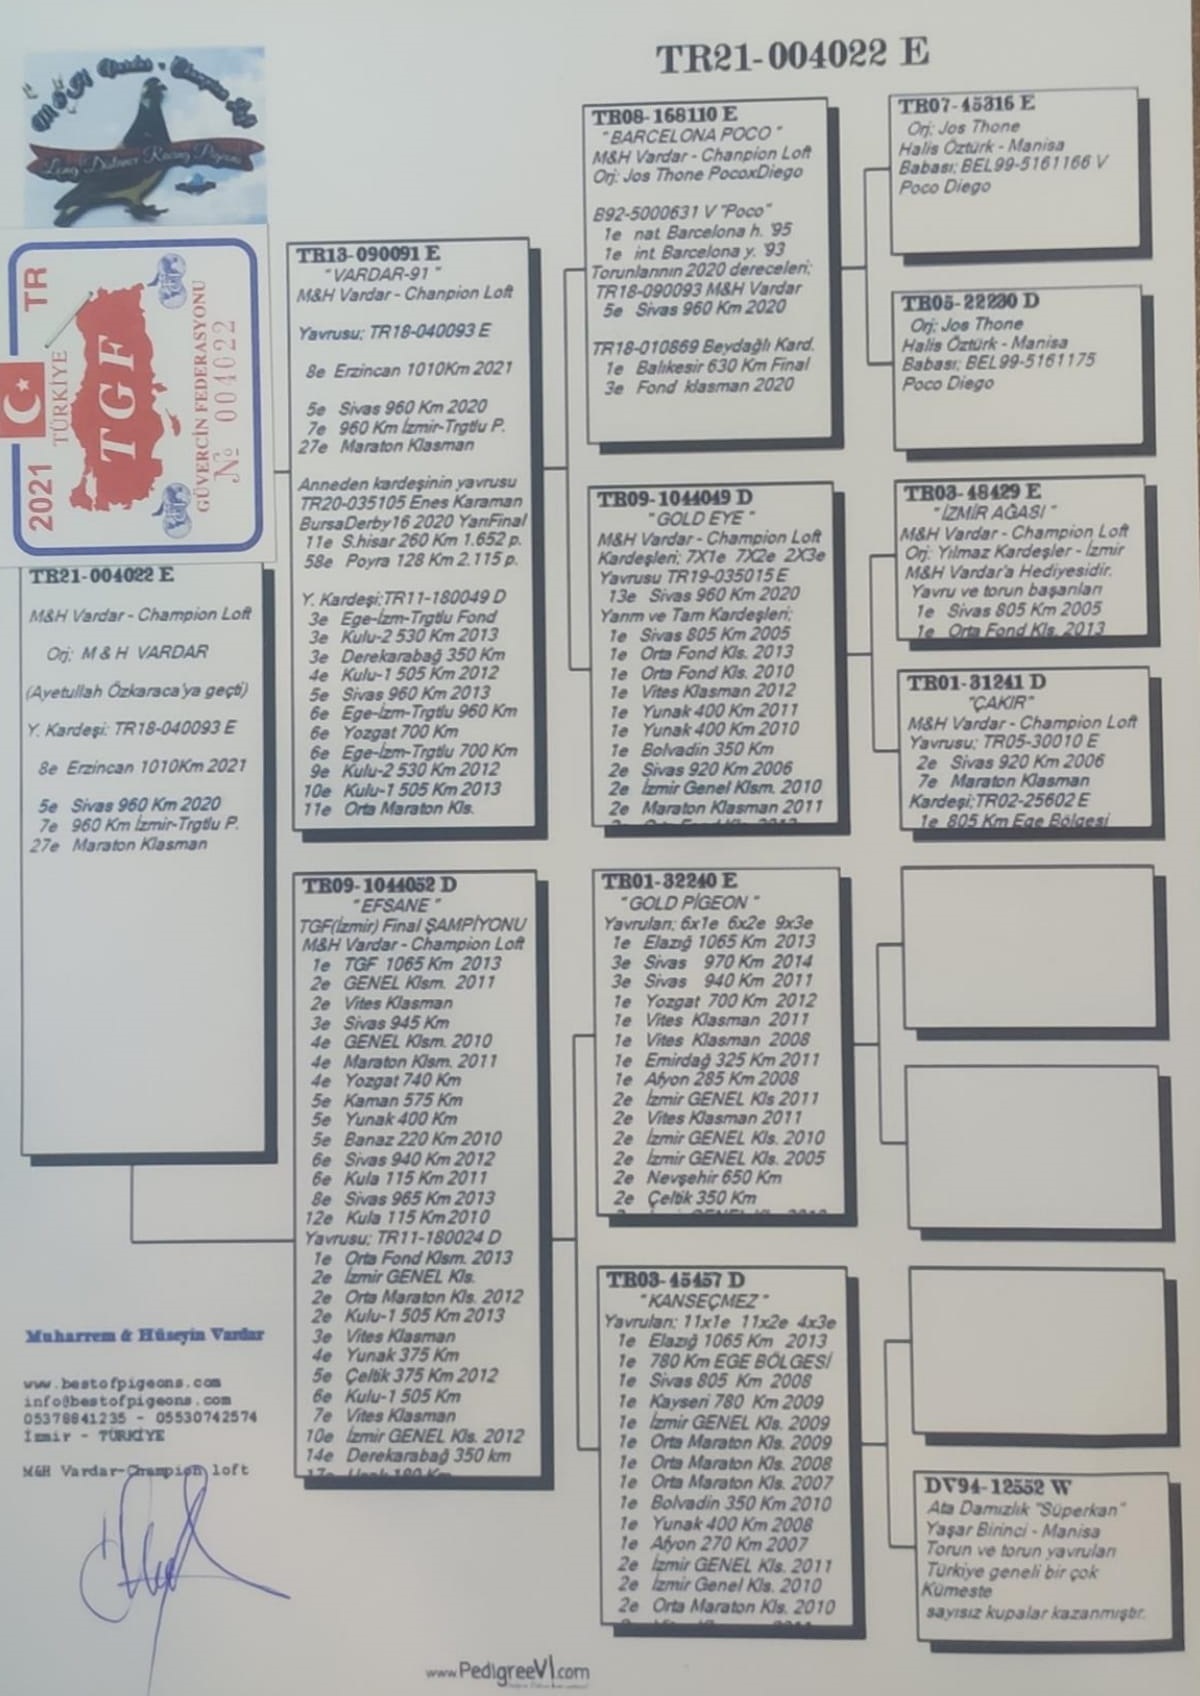 TR21-004022 E
M&H Vardar - Champion Loft
Long Distance Racing Pigeons
TR
TÜRKİYE
2021
TGF
GÜVERCİN FEDERASYONU
№ 004022
TR21-004022 E
M&H Vardar - Champion Loft
Orj: M & H VARDAR
(Ayetullah Özkaraca'ya geçti)
Y. Kardeşi: TR18-040093 E
8e Erzincan 1010Km 2021
5e Sivas 960 Km 2020
7e 960 Km İzmir-Trgtlu P.
27e Maraton Klasman
Muharrem & Hüseyin Vardar
www.bestofpigeons.com
info@bestofpigeons.com
05378841235 - 05530742574
İzmir - TÜRKİYE
M&H Vardar-Champion loft
TR13-090091 E
"VARDAR-91 "
M&H Vardar - Chanpion Loft
Yavrusu; TR18-040093 E
8e Erzincan 1010Km 2021
5e Sivas 960 Km 2020
7e 960 Km İzmir-Trgtlu P.
27e Maraton Klasman
Anneden kardeşinin yavrusu
TR20-035105 Enes Karaman
BursaDerby16 2020 YarıFinal
11e S.hisar 260 Km 1.652 p.
58e Poyra 128 Km 2.115 p.
Y. Kardeşi;TR11-180049 D
3e Ege-İzm-Trgtlu Fond
3e Kulu-2 530 Km 2013
3e Derekarabağ 350 Km
4e Kulu-1 505 Km 2012
5e Sivas 960 Km 2013
6e Ege-İzm-Trgtlu 960 Km
6e Yozgat 700 Km
6e Ege-İzm-Trgtlu 700 Km
9e Kulu-2 530 Km 2012
10e Kulu-1 505 Km 2013
11e Orta Maraton Kls.
TR09-1044052 D
"EFSANE "
TGF(İzmir) Final ŞAMPİYONU
M&H Vardar - Champion Loft
1e TGF 1065 Km 2013
2e GENEL Klsm. 2011
2e Vites Klasman
3e Sivas 945 Km
4e GENEL Klsm. 2010
4e Maraton Klsm. 2011
4e Yozgat 740 Km
5e Kaman 575 Km
5e Yunak 400 Km
5e Banaz 220 Km 2010
6e Sivas 940 Km 2012
6e Kula 115 Km 2011
8e Sivas 965 Km 2013
12e Kula 115 Km 2010
Yavrusu; TR11-180024 D
1e Orta Fond Klsm. 2013
2e İzmir GENEL Kls.
2e Orta Maraton Kls. 2012
2e Kulu-1 505 Km 2013
3e Vites Klasman
4e Yunak 375 Km
5e Çeltik 375 Km 2012
6e Kulu-1 505 Km
7e Vites Klasman
10e İzmir GENEL Kls. 2012
14e Derekarabağ 350 km
TR08-168110 E
"BARCELONA POCO "
M&H Vardar - Chanpion Loft
Orj: Jos Thone PocoxDiego
B92-5000631 V "Poco"
1e nat. Barcelona h. '95
1e int. Barcelona y. '93
Torunlarının 2020 dereceleri;
TR18-090093 M&H Vardar
5e Sivas 960 Km 2020
TR18-010869 Beydağlı Kard.
1e Balıkesir 630 Km Final
3e Fond klasman 2020
TR09-1044049 D
"GOLD EYE "
M&H Vardar - Champion Loft
Kardeşleri; 7X1e 7X2e 2X3e
Yavrusu TR19-035015 E
13e Sivas 960 Km 2020
Yarım ve Tam Kardeşleri;
1e Sivas 805 Km 2005
1e Orta Fond Kls. 2013
1e Orta Fond Kls. 2010
1e Vites Klasman 2012
1e Yunak 400 Km 2011
1e Yunak 400 Km 2010
1e Bolvadin 350 Km
2e Sivas 920 Km 2006
2e İzmir Genel Klsm. 2010
2e Maraton Klasman 2011
TR01-32240 E
"GOLD PİGEON "
Yavruları; 6x1e 6x2e 9x3e
1e Elazığ 1065 Km 2013
3e Sivas 970 Km 2014
3e Sivas 940 Km 2011
1e Yozgat 700 Km 2012
1e Vites Klasman 2011
1e Vites Klasman 2008
1e Emirdağ 325 Km 2011
1e Afyon 285 Km 2008
2e İzmir GENEL Kls 2011
2e Vites Klasman 2011
2e İzmir GENEL Kls. 2010
2e İzmir GENEL Kls. 2005
2e Nevşehir 650 Km
2e Çeltik 350 Km
TR03-45457 D
"KANSEÇMEZ "
Yavruları; 11x1e 11x2e 4x3e
1e Elazığ 1065 Km 2013
1e 780 Km EGE BÖLGESİ
1e Sivas 805 Km 2008
1e Kayseri 780 Km 2009
1e İzmir GENEL Kls. 2009
1e Orta Maraton Kls. 2009
1e Orta Maraton Kls. 2008
1e Orta Maraton Kls. 2007
1e Bolvadin 350 Km 2010
1e Yunak 400 Km 2008
1e Afyon 270 Km 2007
2e İzmir GENEL Kls. 2011
2e İzmir Genel Kls. 2010
2e Orta Maraton Kls. 2010
TR07-45316 E
Orj: Jos Thone
Halis Öztürk - Manisa
Babası; BEL99-5161166 V
Poco Diego
TR05-22230 D
Orj: Jos Thone
Halis Öztürk - Manisa
Babası; BEL99-5161175
Poco Diego
TR03-48429 E
"İZMİR AĞASI "
M&H Vardar - Champion Loft
Orj: Yılmaz Kardeşler - İzmir
M&H Vardar'a Hediyesidir.
Yavru ve torun başarıları
1e Sivas 805 Km 2005
1e Orta Fond Kls. 2013
TR01-31241 D
"ÇAKIR"
M&H Vardar - Champion Loft
Yavrusu; TR05-30010 E
2e Sivas 920 Km 2006
7e Maraton Klasman
Kardeşi;TR02-25602 E
1e 805 Km Ege Bölgesi
DV94-12552 W
Ata Damızlık "Süperkan"
Yaşar Birinci - Manisa
Torun ve torun yavruları
Türkiye geneli bir çok
Kümeste
sayısız kupalar kazanmıştır.
www.PedigreeVI.com